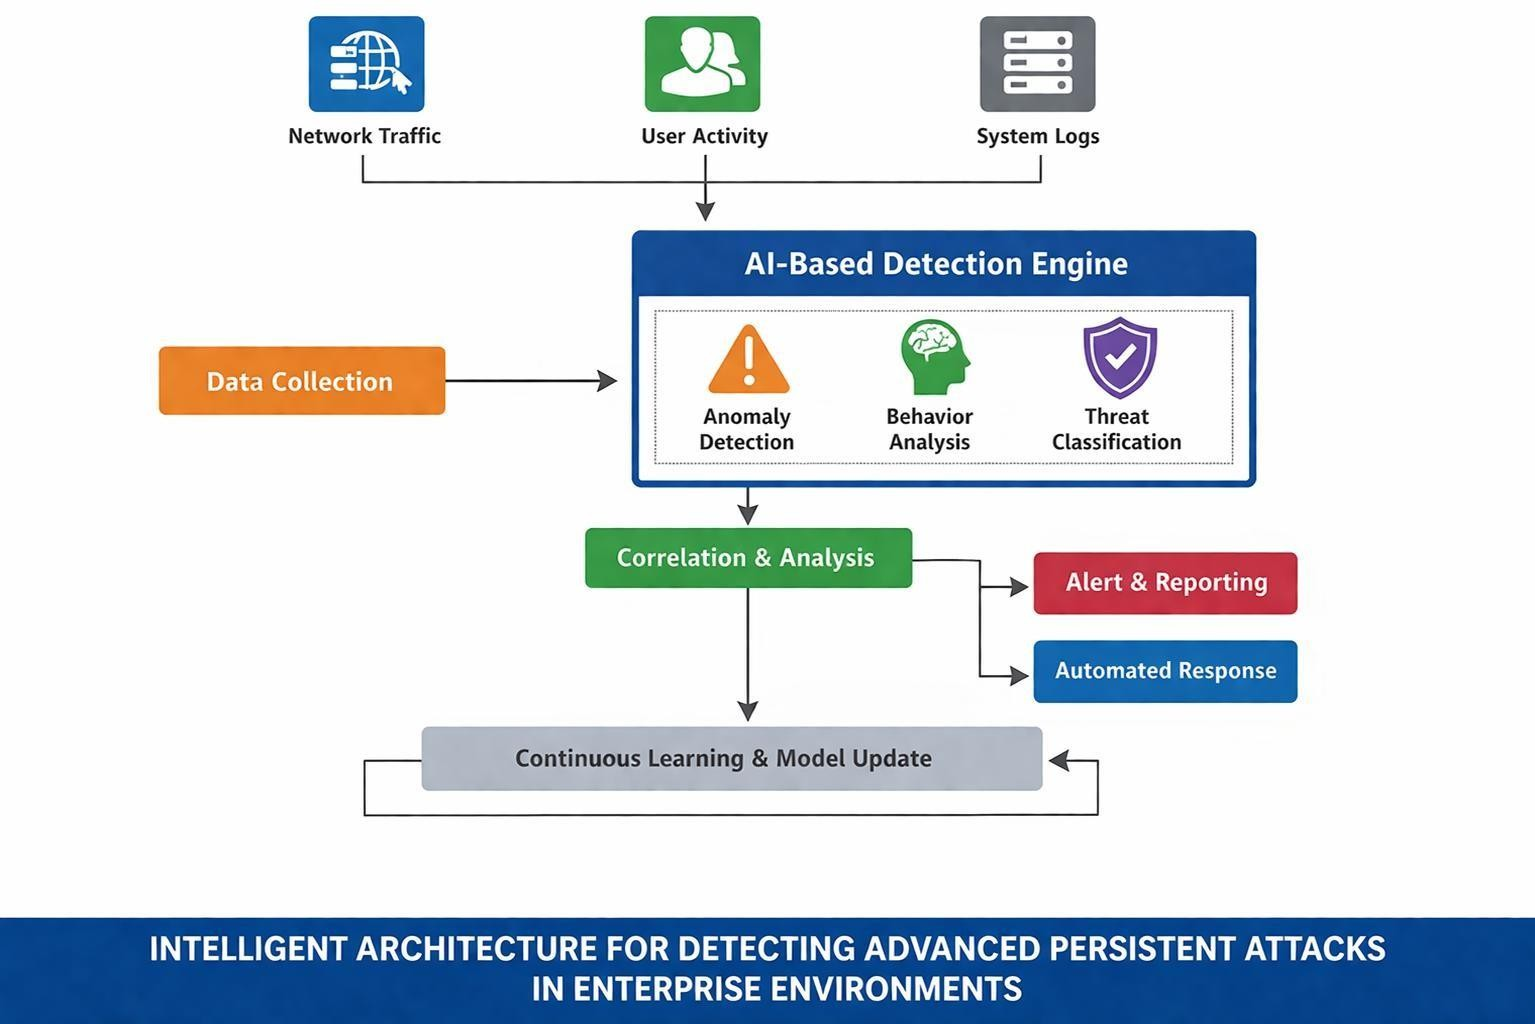 Network Traffic
User Activity
System Logs
AI-Based Detection Engine
Data Collection
Anomaly
Detection
Behavior
Analysis
Threat
Classification
Correlation & Analysis
Alert & Reporting
Automated Response
Continuous Learning & Model Update
INTELLIGENT ARCHITECTURE FOR DETECTING ADVANCED PERSISTENT ATTACKS
IN ENTERPRISE ENVIRONMENTS